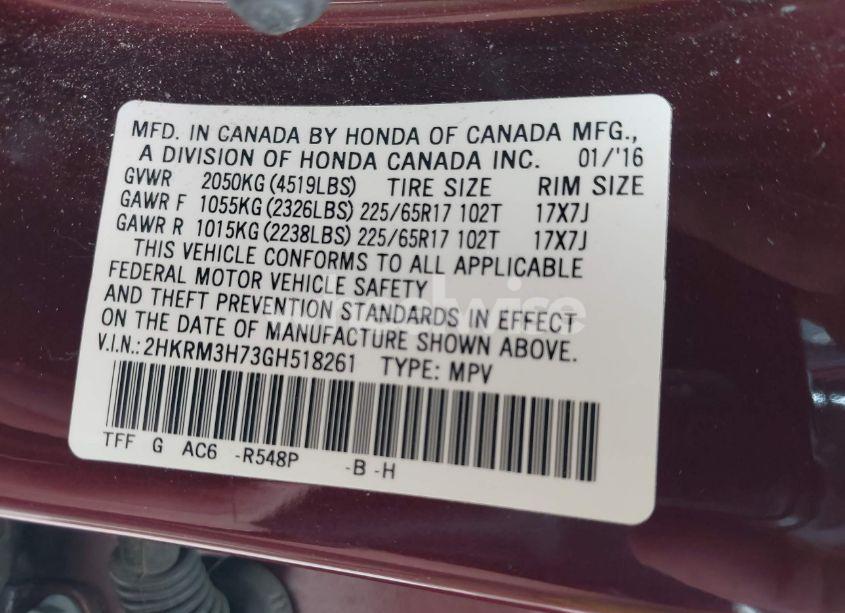 MFD. IN CANADA BY HONDA OF CANADA MFG.,
A DIVISION OF HONDA CANADA INC. 01/'16
GVWR 2050KG (4519LBS) TIRE SIZE RIM SIZE
GAWR F 1055KG (2326LBS) 225/65R17 102T 17X7J
GAWR R 1015KG (2238LBS) 225/65R17 102T 17X7J
THIS VEHICLE CONFORMS TO ALL APPLICABLE
FEDERAL MOTOR VEHICLE SAFETY
AND THEFT PREVENTION STANDARDS IN EFFECT
ON THE DATE OF MANUFACTURE SHOWN ABOVE.
V.I.N.: 2HKRM3H73GH518261 TYPE: MPV
TFF G AC6 -R548P -B -H